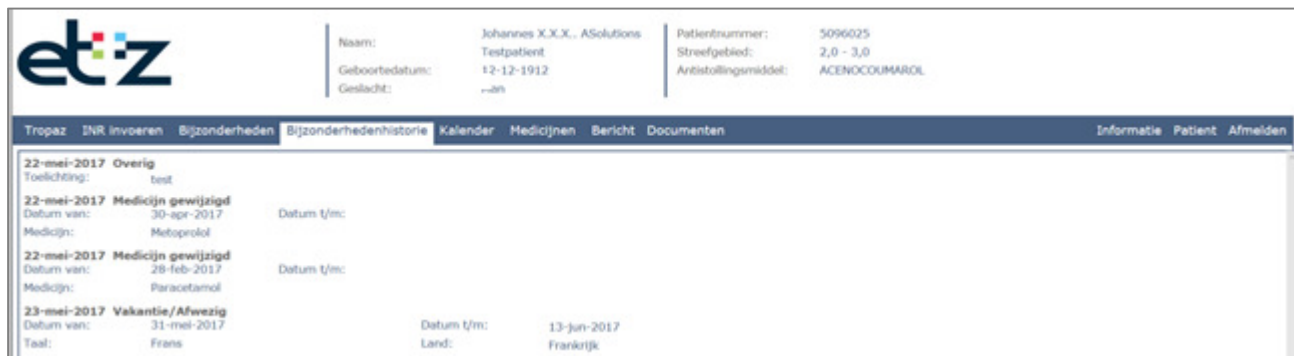 etz
Naam: Johannes X.X.X., ASolutions Testpatient
Geboortedatum: 12-12-1912
Geslacht:
Patientnummer: 5096025
Streefgebied: 2,0 - 3,0
Antistollingsmiddel: ACENOCOUMAROL
Tropaz INR invoeren Bijzonderheden Bijzonderhedenhistorie Kalender Medicijnen Bericht Documenten Informatie Patient Afmelden
22-mei-2017 Overig
Toelichting: test
22-mei-2017 Medicijn gewijzigd
Datum van: 30-apr-2017 Datum t/m:
Medicijn: Metoprolol
22-mei-2017 Medicijn gewijzigd
Datum van: 28-feb-2017 Datum t/m:
Medicijn: Paracetamol
23-mei-2017 Vakantie/Afwezig
Datum van: 31-mei-2017 Datum t/m: 13-jun-2017
Taal: Frans Land: Frankrijk